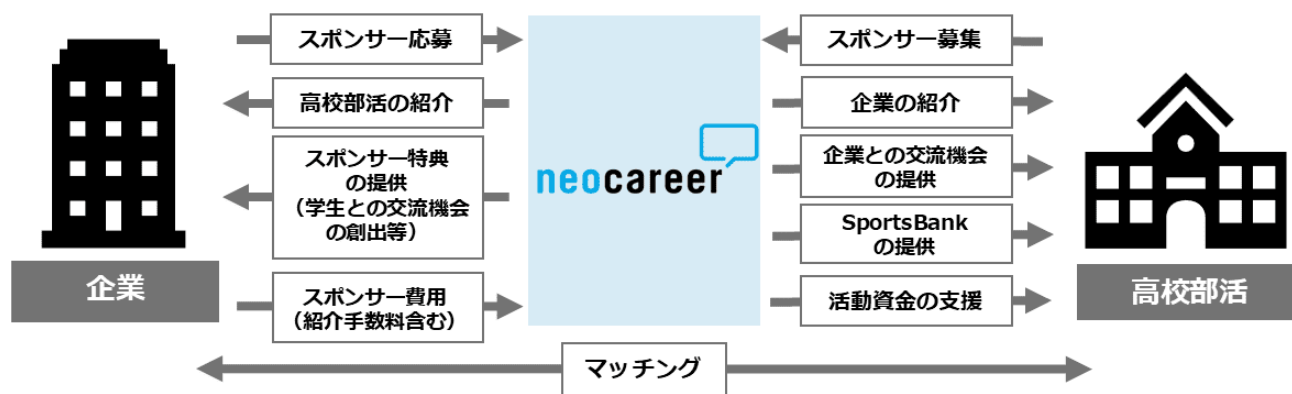 スポンサー応募
高校部活の紹介
スポンサー特典
の提供
（学生との交流機会
の創出等）
スポンサー費用
（紹介手数料含む）
企業
neocareer
スポンサー募集
企業の紹介
企業との交流機会
の提供
SportsBank
の提供
活動資金の支援
高校部活
マッチング